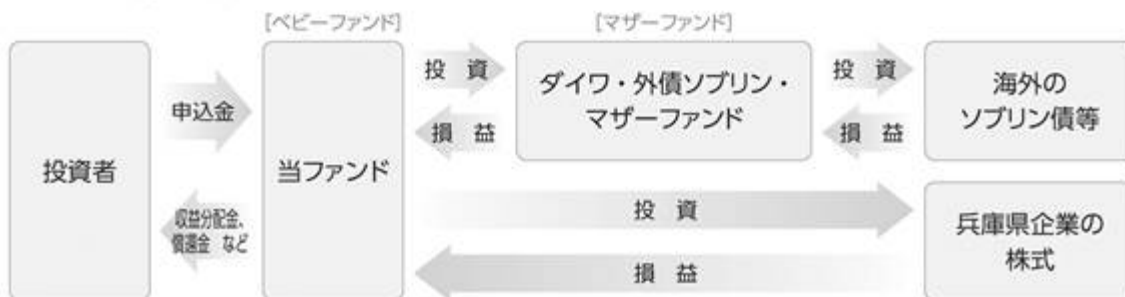 [ベビーファンド]
[マザーファンド]
投資者
申込金
収益分配金、
償還金 など
当ファンド
投 資
損 益
ダイワ・外債ソブリン・
マザーファンド
投 資
損 益
海外の
ソブリン債等
投 資
損 益
兵庫県企業の
株式